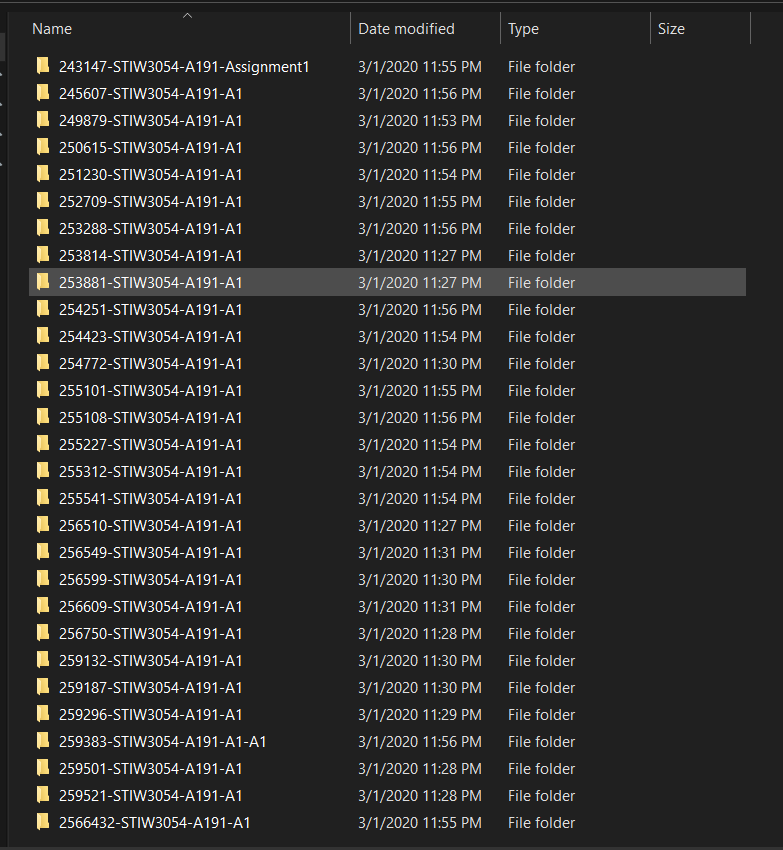 Name Date modified Type Size
243147-STIW3054-A191-Assignment1 3/1/2020 11:55 PM File folder
245607-STIW3054-A191-A1 3/1/2020 11:56 PM File folder
249879-STIW3054-A191-A1 3/1/2020 11:53 PM File folder
250615-STIW3054-A191-A1 3/1/2020 11:56 PM File folder
251230-STIW3054-A191-A1 3/1/2020 11:54 PM File folder
252709-STIW3054-A191-A1 3/1/2020 11:55 PM File folder
253288-STIW3054-A191-A1 3/1/2020 11:56 PM File folder
253814-STIW3054-A191-A1 3/1/2020 11:27 PM File folder
253881-STIW3054-A191-A1 3/1/2020 11:27 PM File folder
254251-STIW3054-A191-A1 3/1/2020 11:56 PM File folder
254423-STIW3054-A191-A1 3/1/2020 11:54 PM File folder
254772-STIW3054-A191-A1 3/1/2020 11:30 PM File folder
255101-STIW3054-A191-A1 3/1/2020 11:55 PM File folder
255108-STIW3054-A191-A1 3/1/2020 11:56 PM File folder
255227-STIW3054-A191-A1 3/1/2020 11:54 PM File folder
255312-STIW3054-A191-A1 3/1/2020 11:54 PM File folder
255541-STIW3054-A191-A1 3/1/2020 11:54 PM File folder
256510-STIW3054-A191-A1 3/1/2020 11:27 PM File folder
256549-STIW3054-A191-A1 3/1/2020 11:31 PM File folder
256599-STIW3054-A191-A1 3/1/2020 11:30 PM File folder
256609-STIW3054-A191-A1 3/1/2020 11:31 PM File folder
256750-STIW3054-A191-A1 3/1/2020 11:28 PM File folder
259132-STIW3054-A191-A1 3/1/2020 11:30 PM File folder
259187-STIW3054-A191-A1 3/1/2020 11:30 PM File folder
259296-STIW3054-A191-A1 3/1/2020 11:29 PM File folder
259383-STIW3054-A191-A1-A1 3/1/2020 11:56 PM File folder
259501-STIW3054-A191-A1 3/1/2020 11:28 PM File folder
259521-STIW3054-A191-A1 3/1/2020 11:28 PM File folder
2566432-STIW3054-A191-A1 3/1/2020 11:55 PM File folder